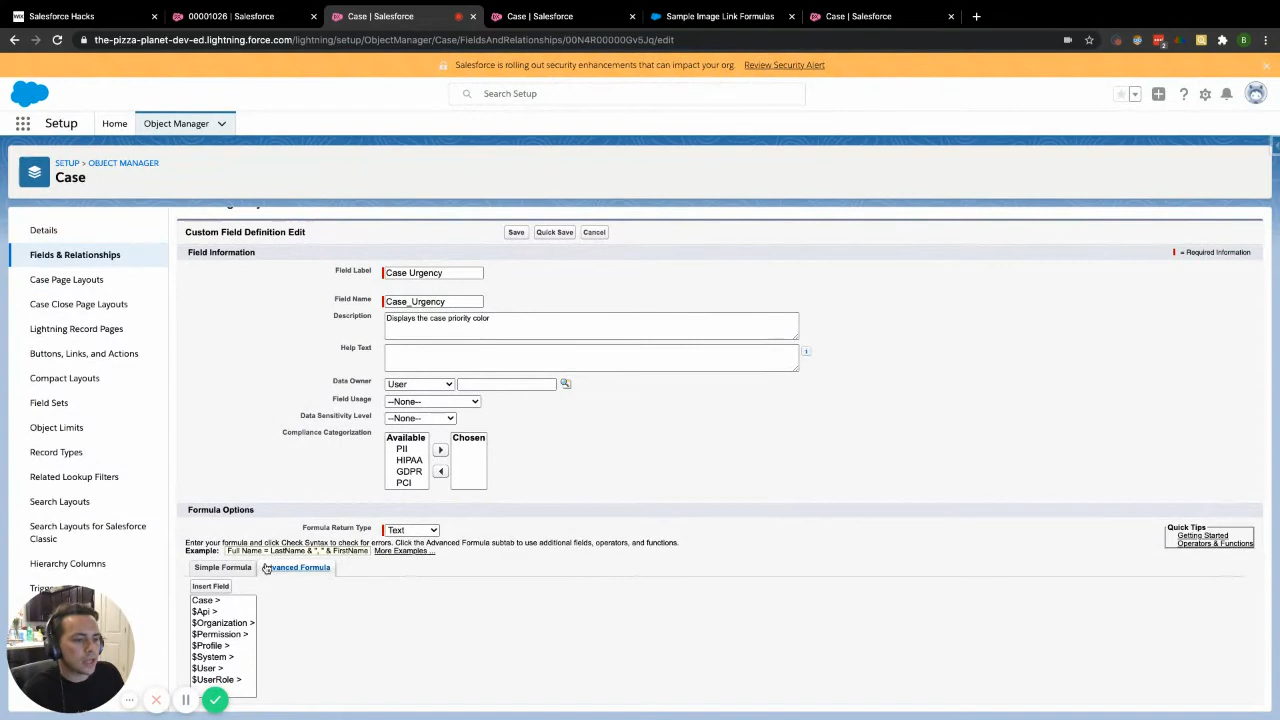 WIX Salesforce Hacks ×
00001026 | Salesforce ×
Case | Salesforce ×
Case | Salesforce ×
Sample Image Link Formulas ×
Case | Salesforce ×
the-pizza-planet-dev-ed.lightning.force.com/lightning/setup/ObjectManager/Case/FieldsAndRelationships/00N4R00000Gv5Jq/edit
Salesforce is rolling out security enhancements that can impact your org. Review Security Alert
Search Setup
Setup Home Object Manager
SETUP > OBJECT MANAGER
Case
Details
Fields & Relationships
Case Page Layouts
Case Close Page Layouts
Lightning Record Pages
Buttons, Links, and Actions
Compact Layouts
Field Sets
Object Limits
Record Types
Related Lookup Filters
Search Layouts
Search Layouts for Salesforce
Classic
Hierarchy Columns
Custom Field Definition Edit Save Quick Save Cancel
Field Information = Required Information
Field Label Case Urgency
Field Name Case_Urgency
Description Displays the case priority color
Help Text
Data Owner User
Field Usage --None--
Data Sensitivity Level --None--
Compliance Categorization Available Chosen
PII
HIPAA
GDPR
PCI
Formula Options
Formula Return Type Text
Quick Tips
Getting Started
Operators & Functions
Enter your formula and click Check Syntax to check for errors. Click the Advanced Formula subtab to use additional fields, operators, and functions.
Example: Full Name = LastName & ", " & FirstName More Examples ...
Simple Formula Advanced Formula
Insert Field
Case >
$Api >
$Organization >
$Permission >
$Profile >
$System >
$User >
$UserRole >